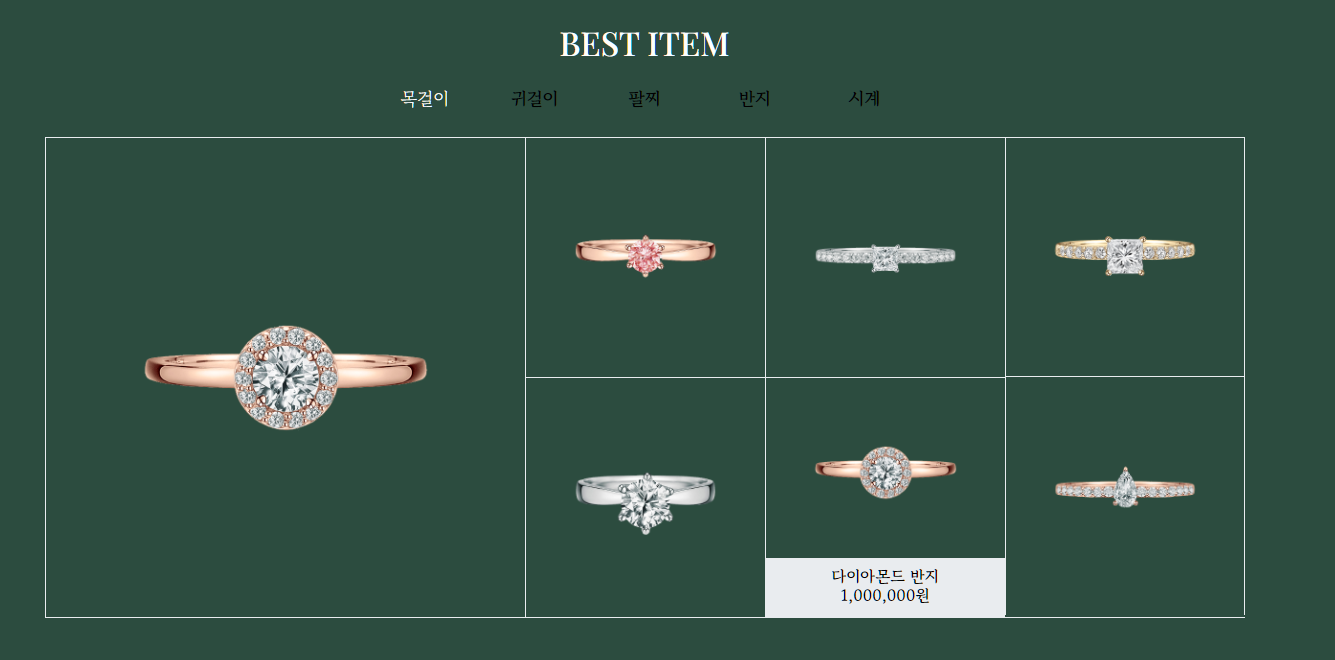 BEST ITEM
목걸이 귀걸이 팔찌 반지 시계
다이아몬드 반지
1,000,000원